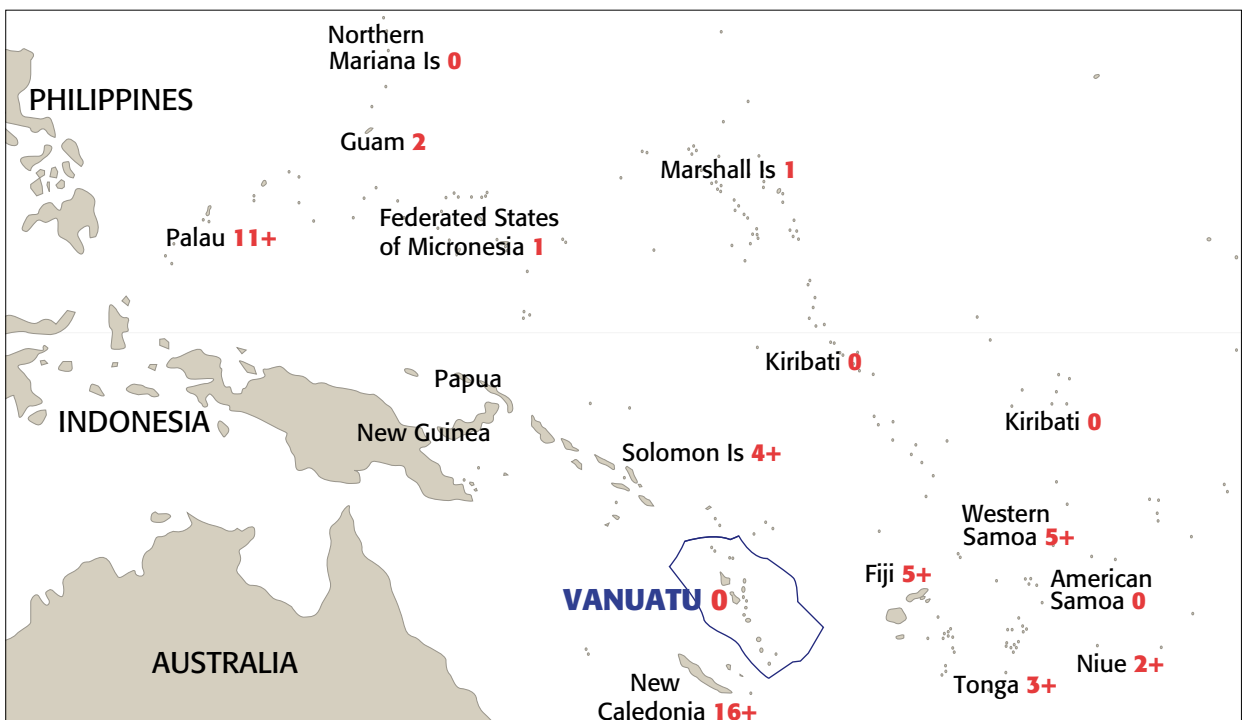 Northern
Mariana Is 0
PHILIPPINES
Guam 2
Marshall Is 1
Federated States
of Micronesia 1
Palau 11+
Kiribati 0
Papua
New Guinea
INDONESIA
Kiribati 0
Solomon Is 4+
Western
Samoa 5+
Fiji 5+
American
Samoa 0
VANUATU 0
AUSTRALIA
Niue 2+
Tonga 3+
New
Caledonia 16+